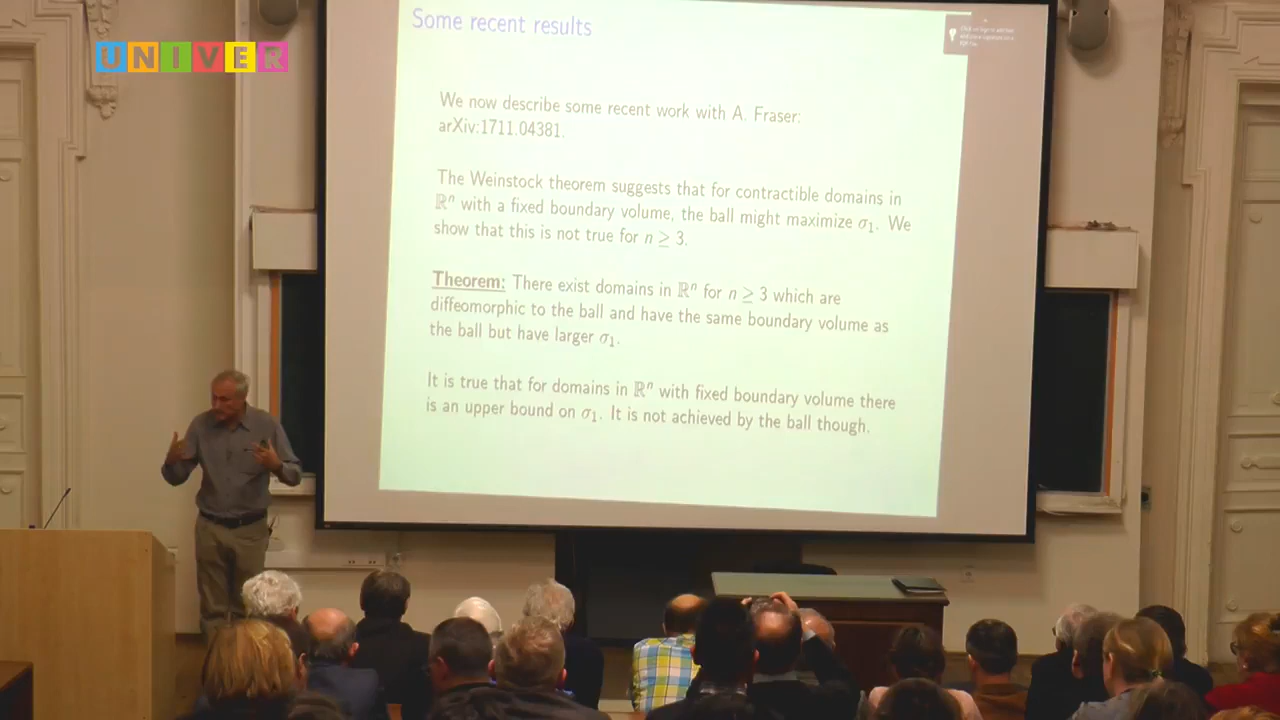 UNIVER
Some recent results
We now describe some recent work with A. Fraser:
arXiv:1711.04381.
The Weinstock theorem suggests that for contractible domains in
ℝⁿ with a fixed boundary volume, the ball might maximize σ₁. We
show that this is not true for n ≥ 3.
Theorem: There exist domains in ℝⁿ for n ≥ 3 which are
diffeomorphic to the ball and have the same boundary volume as
the ball but have larger σ₁.
It is true that for domains in ℝⁿ with fixed boundary volume there
is an upper bound on σ₁. It is not achieved by the ball though.